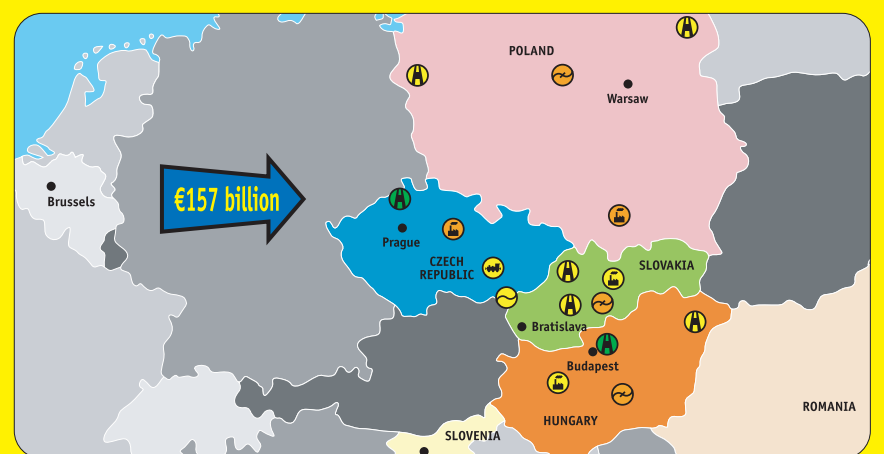 POLAND
Warsaw
Brussels
€157 billion
Prague
CZECH
REPUBLIC
SLOVAKIA
Bratislava
Budapest
HUNGARY
ROMANIA
SLOVENIA